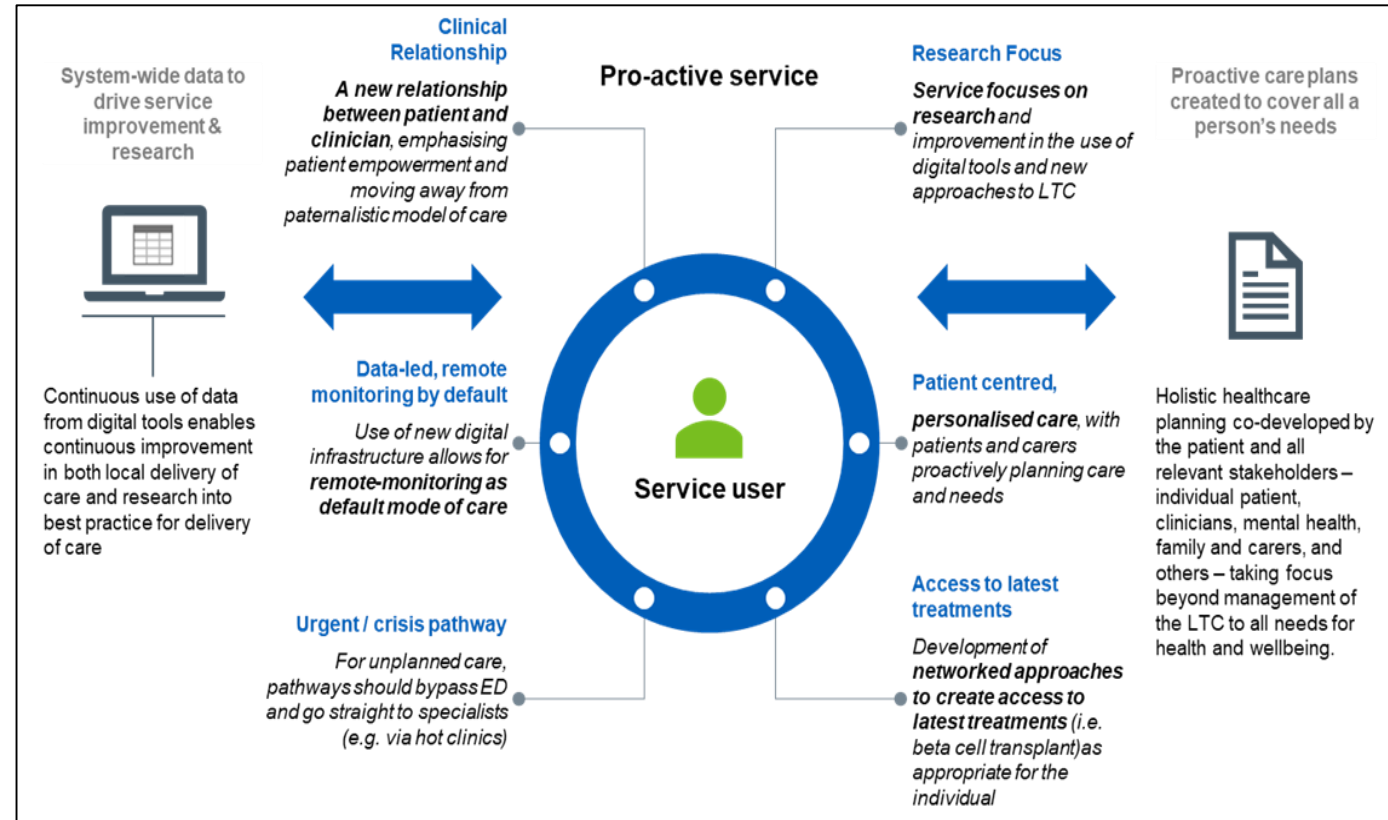 System-wide data to
drive service
improvement &
research
Continuous use of data
from digital tools enables
continuous improvement
in both local delivery of
care and research into
best practice for delivery
of care
Clinical
Relationship
A new relationship
between patient and
clinician, emphasising
patient empowerment and
moving away from
paternalistic model of care
Data-led, remote
monitoring by default
Use of new digital
infrastructure allows for
remote-monitoring as
default mode of care
Urgent / crisis pathway
For unplanned care,
pathways should bypass ED
and go straight to specialists
(e.g. via hot clinics)
Pro-active service
Service user
Research Focus
Service focuses on
research and
improvement in the use of
digital tools and new
approaches to LTC
Patient centred,
personalised care, with
patients and carers
proactively planning care
and needs
Access to latest
treatments
Development of
networked approaches
to create access to
latest treatments (i.e.
beta cell transplant)as
appropriate for the
individual
Proactive care plans
created to cover all a
person's needs
Holistic healthcare
planning co-developed by
the patient and all
relevant stakeholders –
individual patient,
clinicians, mental health,
family and carers, and
others – taking focus
beyond management of
the LTC to all needs for
health and wellbeing.